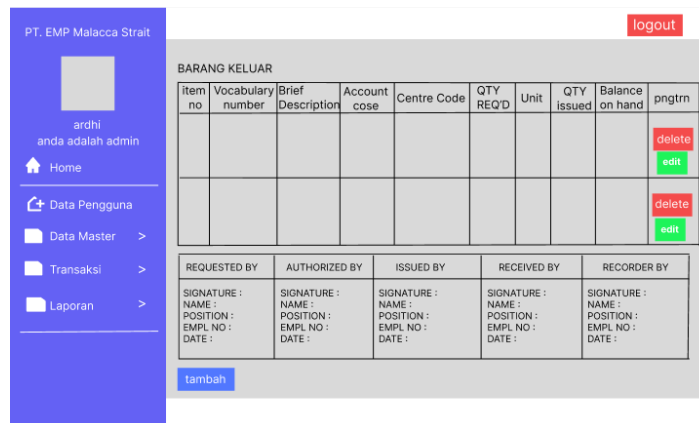 PT. EMP Malacca Strait
logout
ardhi
anda adalah admin
Home
Data Pengguna
Data Master >
Transaksi >
Laporan >
BARANG KELUAR
item no
Vocabulary number
Brief Description
Account cose
Centre Code
QTY REQ'D
Unit
QTY issued
Balance on hand
pngtrn
delete
edit
delete
edit
REQUESTED BY
AUTHORIZED BY
ISSUED BY
RECEIVED BY
RECORDER BY
SIGNATURE :
NAME :
POSITION :
EMPL NO :
DATE :
SIGNATURE :
NAME :
POSITION :
EMPL NO :
DATE :
SIGNATURE :
NAME :
POSITION :
EMPL NO :
DATE :
SIGNATURE :
NAME :
POSITION :
EMPL NO :
DATE :
SIGNATURE :
NAME :
POSITION :
EMPL NO :
DATE :
tambah